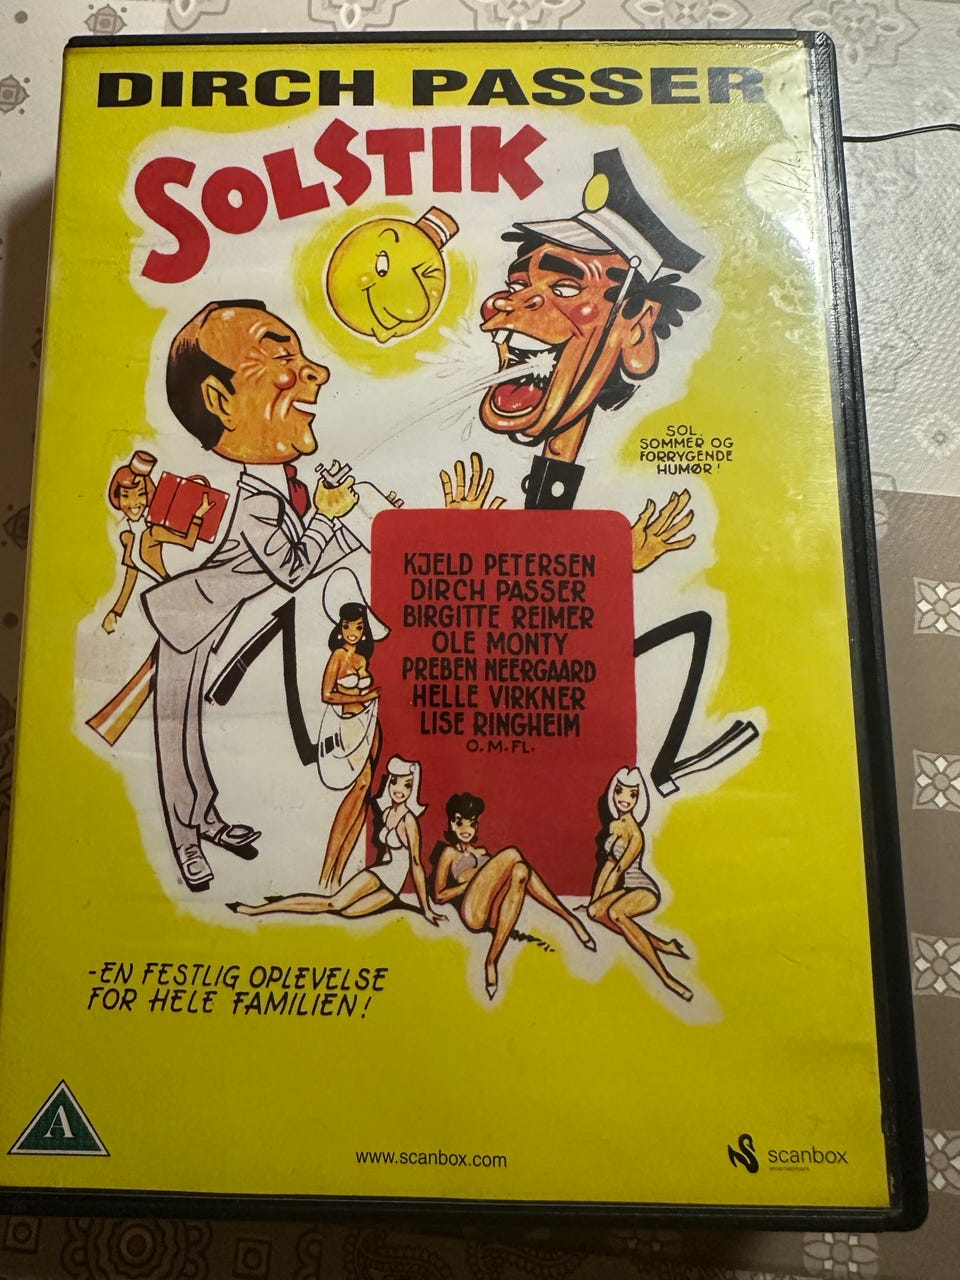 DIRCH PASSER
SOLSTIK
SOL,
SOMMER OG
FORRYGENDE
HUMØR!
KJELD PETERSEN
DIRCH PASSER
BIRGITTE REIMER
OLE MONTY
PREBEN NEERGAARD
HELLE VIRKNER
LISE RINGHEIM
O.M.FL.
-EN FESTLIG OPLEVELSE
FOR HELE FAMILIEN!
A
www.scanbox.com
scanbox
entertainment